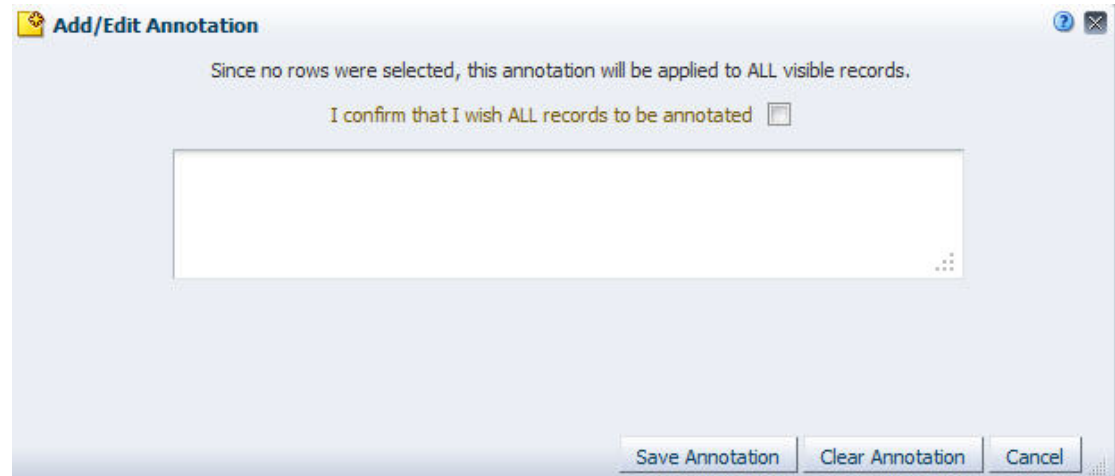 Add/Edit Annotation
Since no rows were selected, this annotation will be applied to ALL visible records.
I confirm that I wish ALL records to be annotated
Save Annotation Clear Annotation Cancel